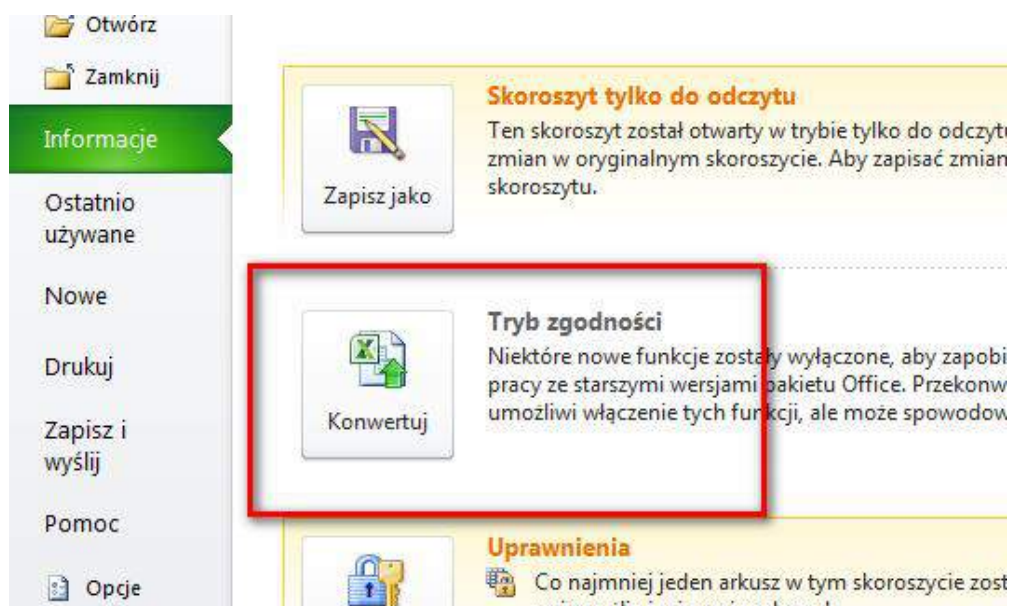 Otwórz
Zamknij
Informacje
Ostatnio
używane
Nowe
Drukuj
Zapisz i
wyślij
Pomoc
Opcje
Skoroszyt tylko do odczytu
Ten skoroszyt został otwarty w trybie tylko do odczytu
zmian w oryginalnym skoroszycie. Aby zapisać zmian
skoroszytu.
Zapisz jako
Tryb zgodności
Niektóre nowe funkcje zostały wyłączone, aby zapobi
pracy ze starszymi wersjami pakietu Office. Przekonw
umożliwi włączenie tych funkcji, ale może spowodow
Konwertuj
Uprawnienia
Co najmniej jeden arkusz w tym skoroszycie zost